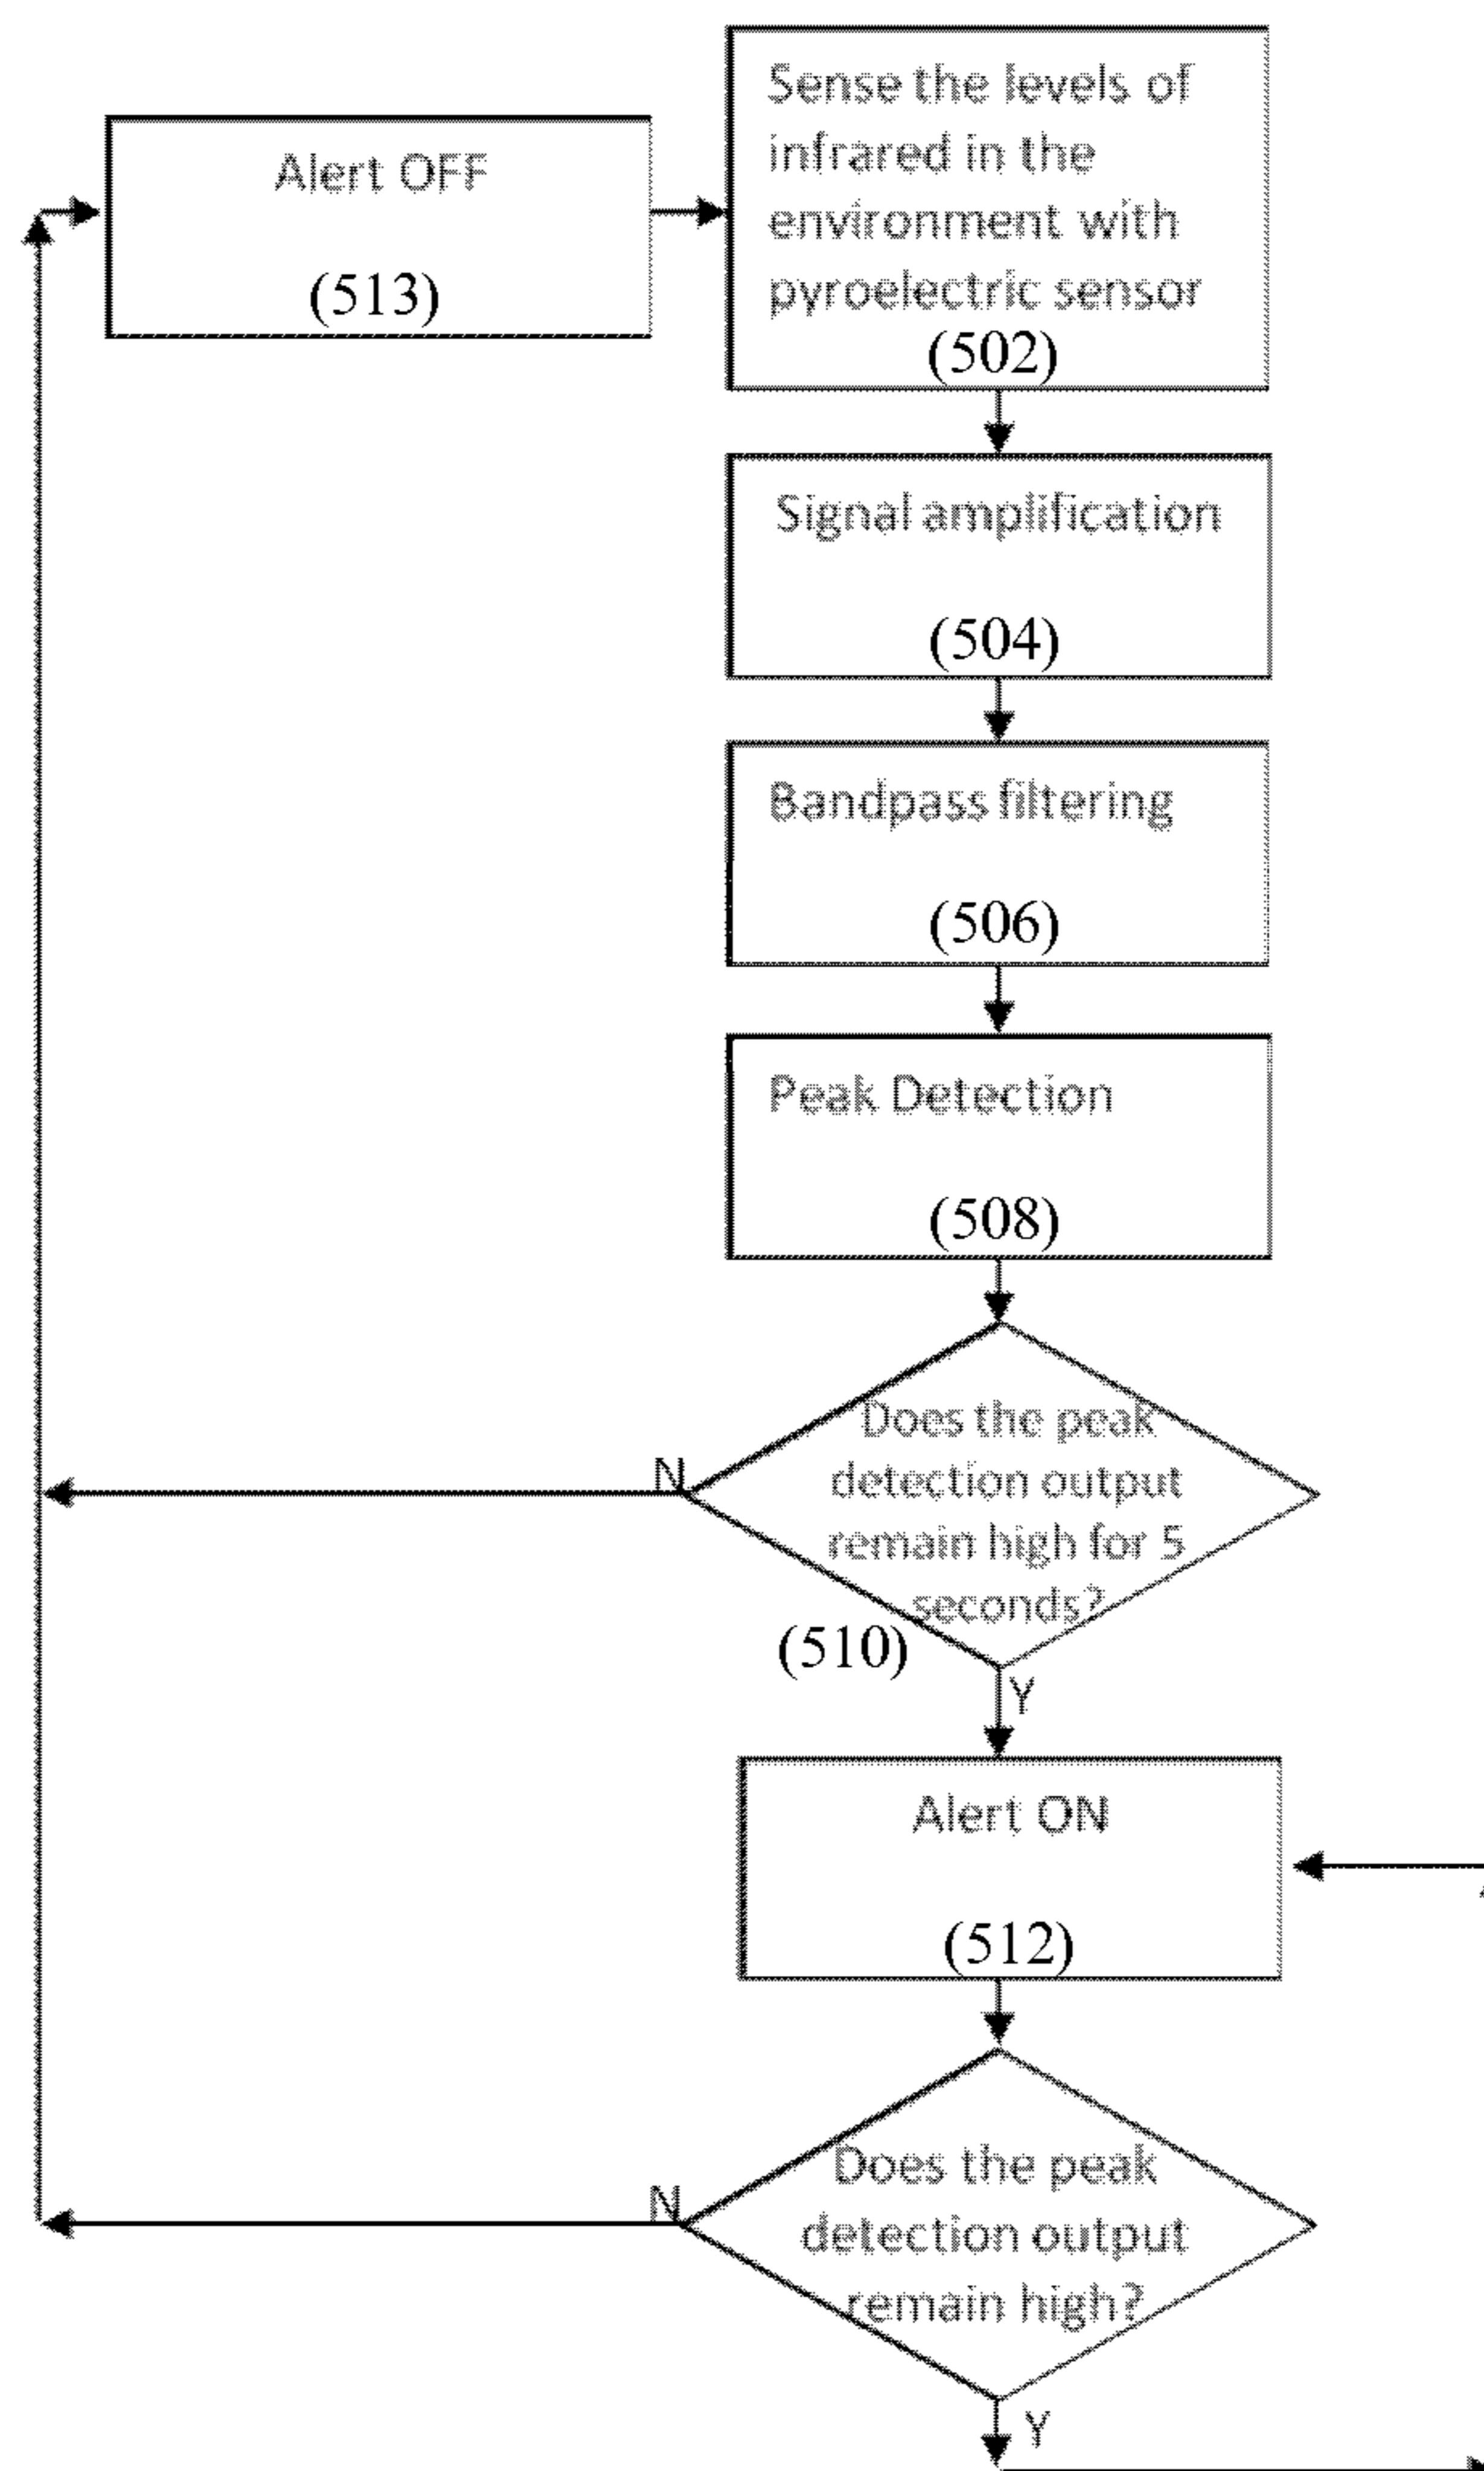 Alert OFF
(513)
Sense the levels of
infrared in the
environment with
pyroelectric sensor
(502)
Signal amplification
(504)
Bandpass filtering
(506)
Peak Detection
(508)
Does the peak
detection output
remain high for 5
seconds?
(510)
N
Y
Alert ON
(512)
Does the peak
detection output
remain high?
N
Y